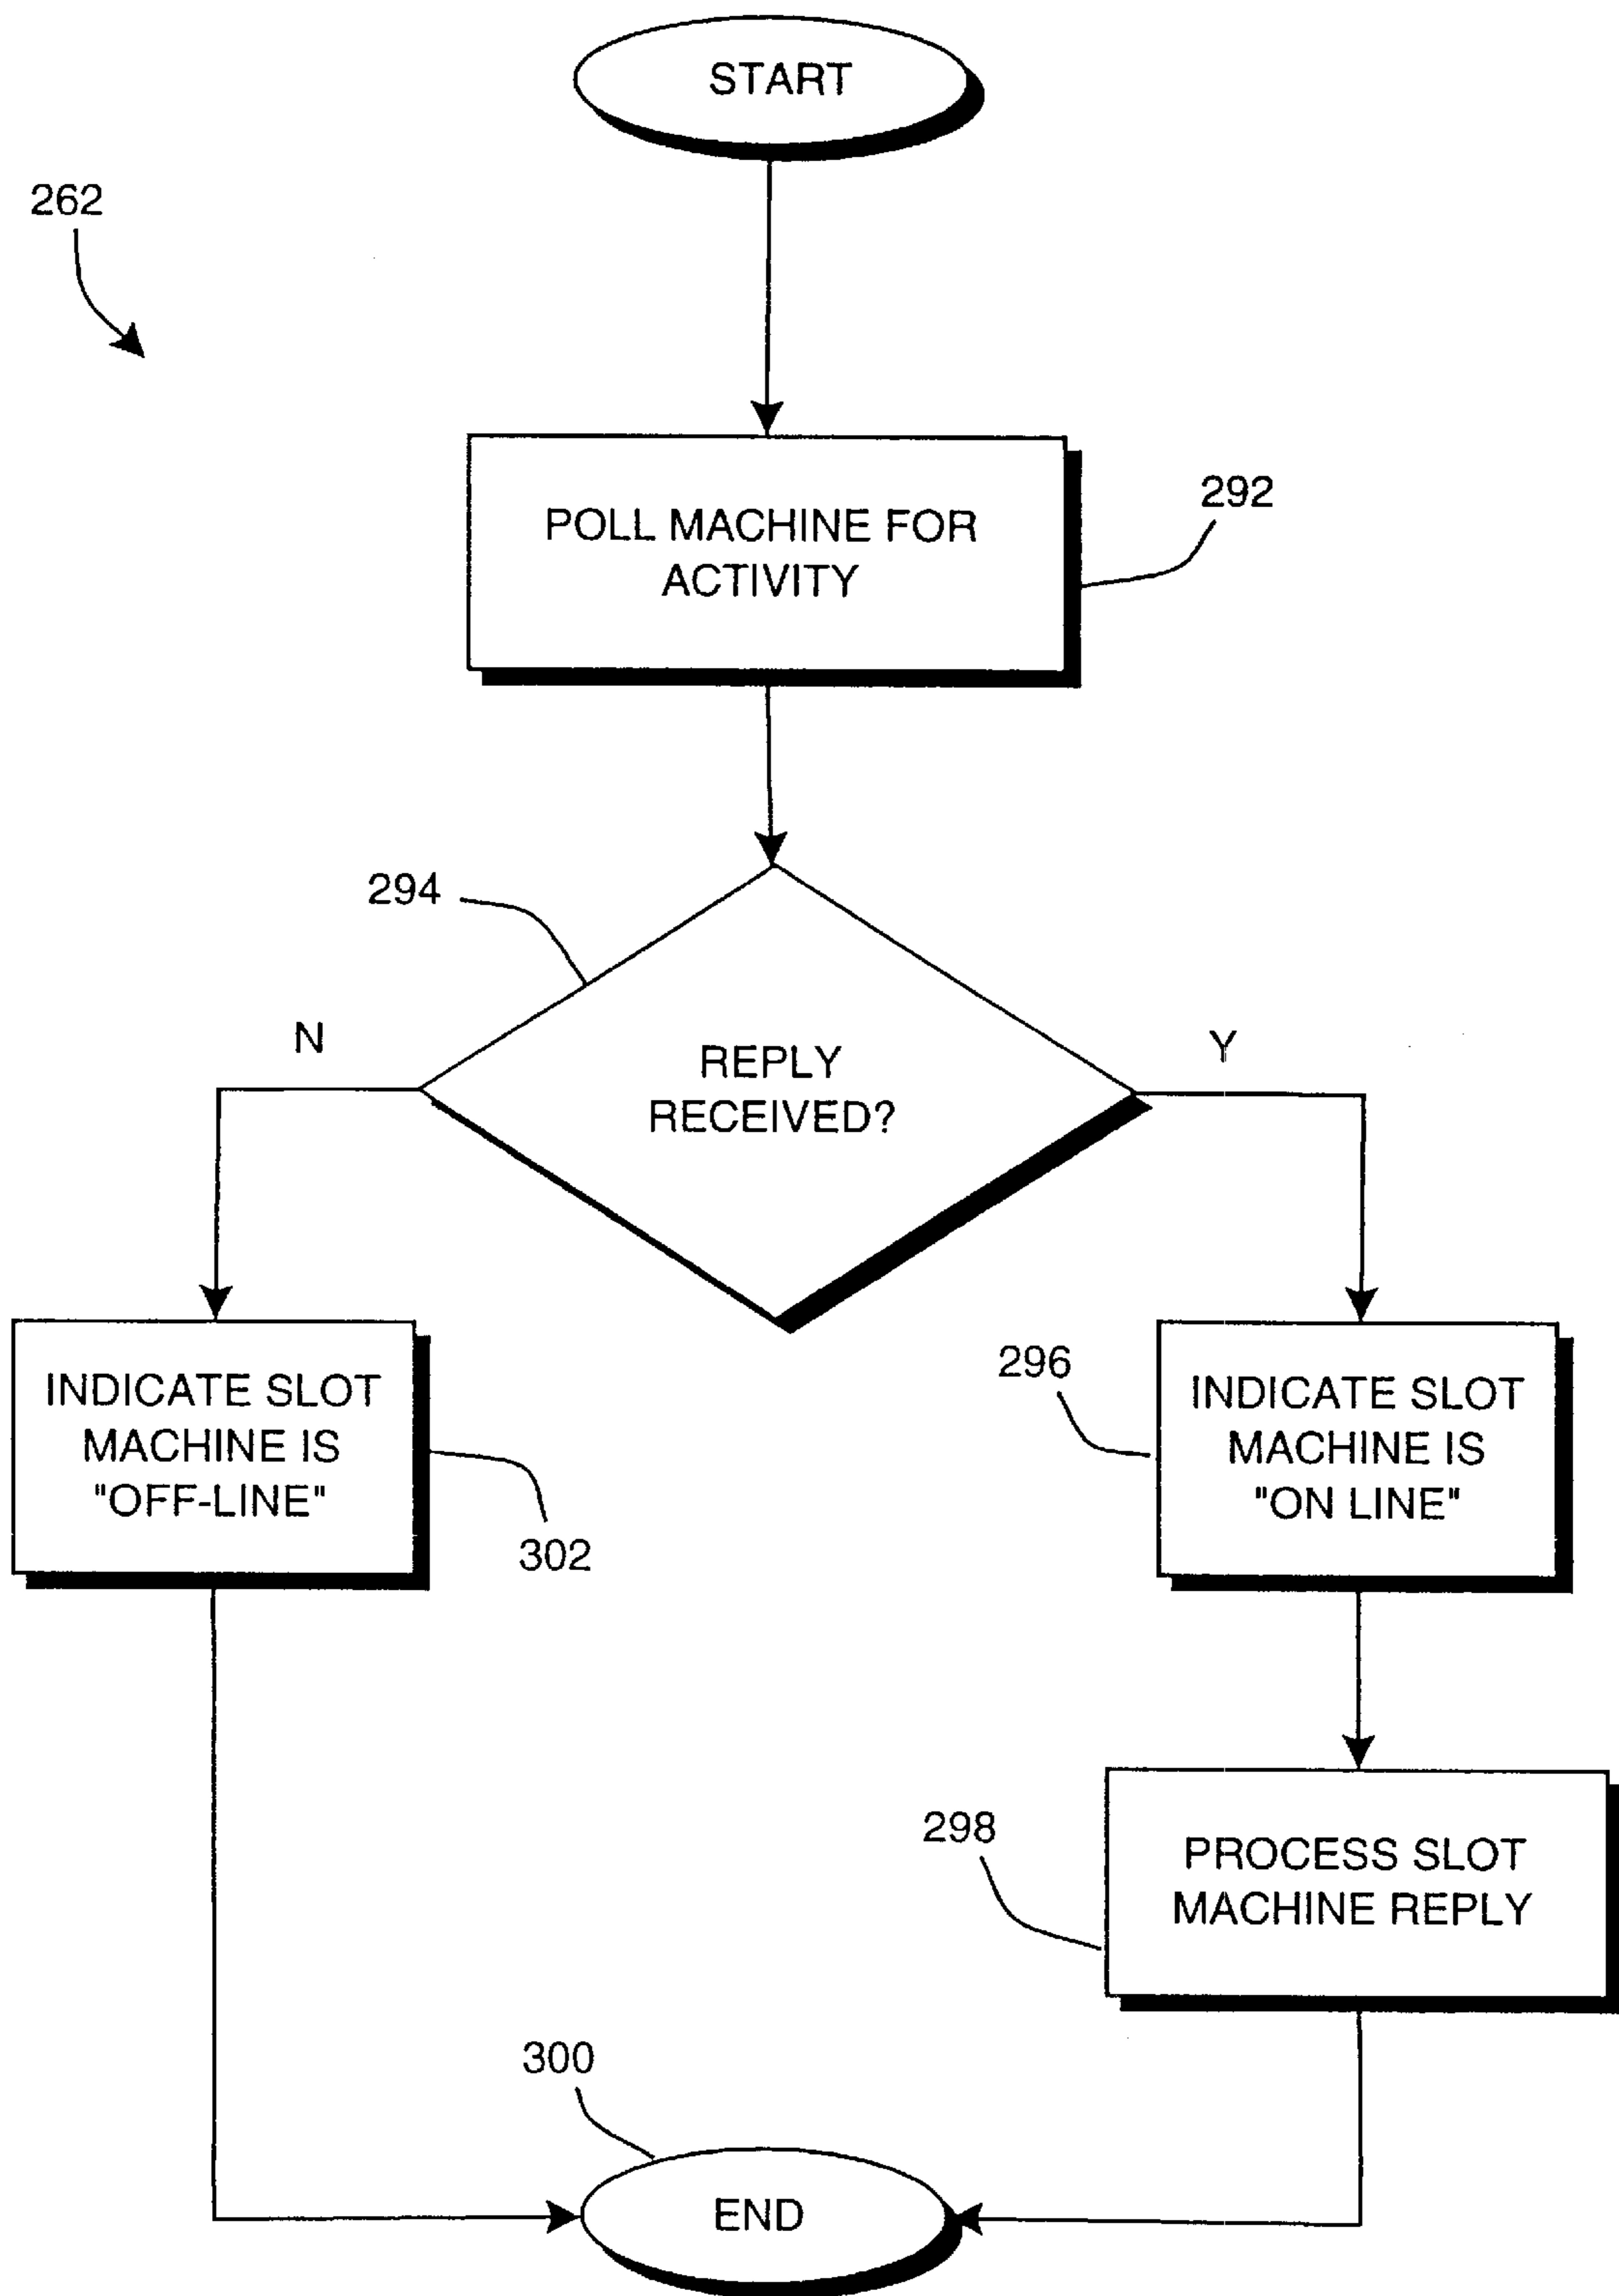 START
262
POLL MACHINE FOR
ACTIVITY
292
294
N
Y
REPLY
RECEIVED?
INDICATE SLOT
MACHINE IS
"OFF-LINE"
302
296
INDICATE SLOT
MACHINE IS
"ON LINE"
298
PROCESS SLOT
MACHINE REPLY
300
END